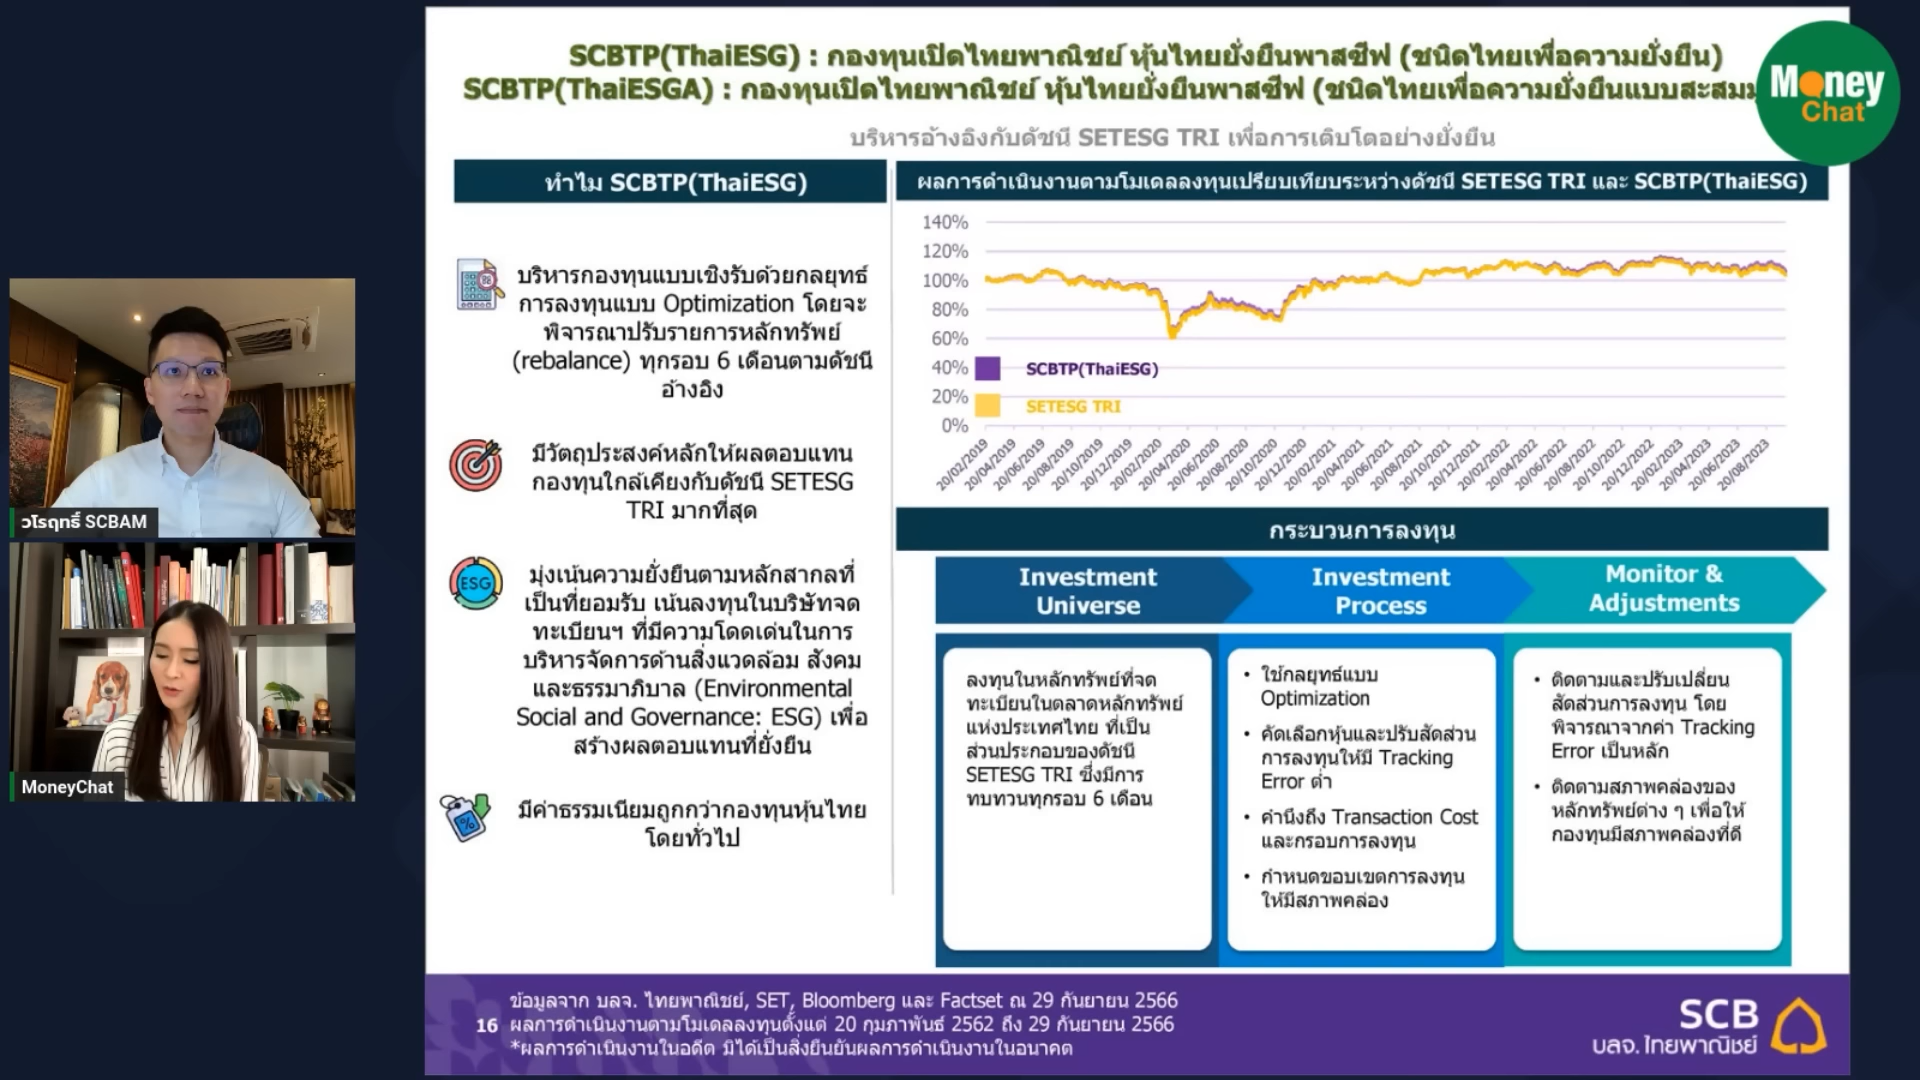 SCBTP(ThaiESG) : กองทุนเปิดไทยพาณิชย์ หุ้นไทยยั่งยืนพาสซีฟ (ชนิดไทยเพื่อความยั่งยืน)
SCBTP(ThaiESGA) : กองทุนเปิดไทยพาณิชย์ หุ้นไทยยั่งยืนพาสซีฟ (ชนิดไทยเพื่อความยั่งยืนแบบสะสม
Money
Chat
บริหารอ้างอิงกับดัชนี SETESG TRI เพื่อการเติบโตอย่างยั่งยืน
ทำไม SCBTP(ThaiESG)
บริหารกองทุนแบบเชิงรับด้วยกลยุทธ์
การลงทุนแบบ Optimization โดยจะ
พิจารณาปรับรายการหลักทรัพย์
(rebalance) ทุกรอบ 6 เดือนตามดัชนี
อ้างอิง
มีวัตถุประสงค์หลักให้ผลตอบแทน
กองทุนใกล้เคียงกับดัชนี SETESG
TRI มากที่สุด
ESG
มุ่งเน้นความยั่งยืนตามหลักสากลที่
เป็นที่ยอมรับ เน้นลงทุนในบริษัทจด
ทะเบียนฯ ที่มีความโดดเด่นในการ
บริหารจัดการด้านสิ่งแวดล้อม สังคม
และธรรมาภิบาล (Environmental
Social and Governance: ESG) เพื่อ
สร้างผลตอบแทนที่ยั่งยืน
%
มีค่าธรรมเนียมถูกกว่ากองทุนหุ้นไทย
โดยทั่วไป
ผลการดำเนินงานตามโมเดลลงทุนเปรียบเทียบระหว่างดัชนี SETESG TRI และ SCBTP(ThaiESG)
140%
120%
100%
80%
60%
40%
20%
0%
SCBTP(ThaiESG)
SETESG TRI
20/02/2019 20/04/2019 20/06/2019 20/08/2019 20/10/2019 20/12/2019 20/02/2020 20/04/2020 20/06/2020 20/08/2020 20/10/2020 20/12/2020 20/02/2021 20/04/2021 20/06/2021 20/08/2021 20/10/2021 20/12/2021 20/02/2022 20/04/2022 20/06/2022 20/08/2022 20/10/2022 20/12/2022 20/02/2023 20/04/2023 20/06/2023 20/08/2023
กระบวนการลงทุน
Investment
Universe
ลงทุนในหลักทรัพย์ที่จด
ทะเบียนในตลาดหลักทรัพย์
แห่งประเทศไทย ที่เป็น
ส่วนประกอบของดัชนี
SETESG TRI ซึ่งมีการ
ทบทวนทุกรอบ 6 เดือน
Investment
Process
• ใช้กลยุทธ์แบบ
Optimization
• คัดเลือกหุ้นและปรับสัดส่วน
การลงทุนให้มี Tracking
Error ต่ำ
• คำนึงถึง Transaction Cost
และกรอบการลงทุน
• กำหนดขอบเขตการลงทุน
ให้มีสภาพคล่อง
Monitor &
Adjustments
• ติดตามและปรับเปลี่ยน
สัดส่วนการลงทุน โดย
พิจารณาจากค่า Tracking
Error เป็นหลัก
• ติดตามสภาพคล่องของ
หลักทรัพย์ต่าง ๆ เพื่อให้
กองทุนมีสภาพคล่องที่ดี
วโรฤทธิ์ SCBAM
MoneyChat
ข้อมูลจาก บลจ. ไทยพาณิชย์, SET, Bloomberg และ Factset ณ 29 กันยายน 2566
16 ผลการดำเนินงานตามโมเดลลงทุนตั้งแต่ 20 กุมภาพันธ์ 2562 ถึง 29 กันยายน 2566
*ผลการดำเนินงานในอดีต มิได้เป็นสิ่งยืนยันผลการดำเนินงานในอนาคต
SCB
บลจ. ไทยพาณิชย์